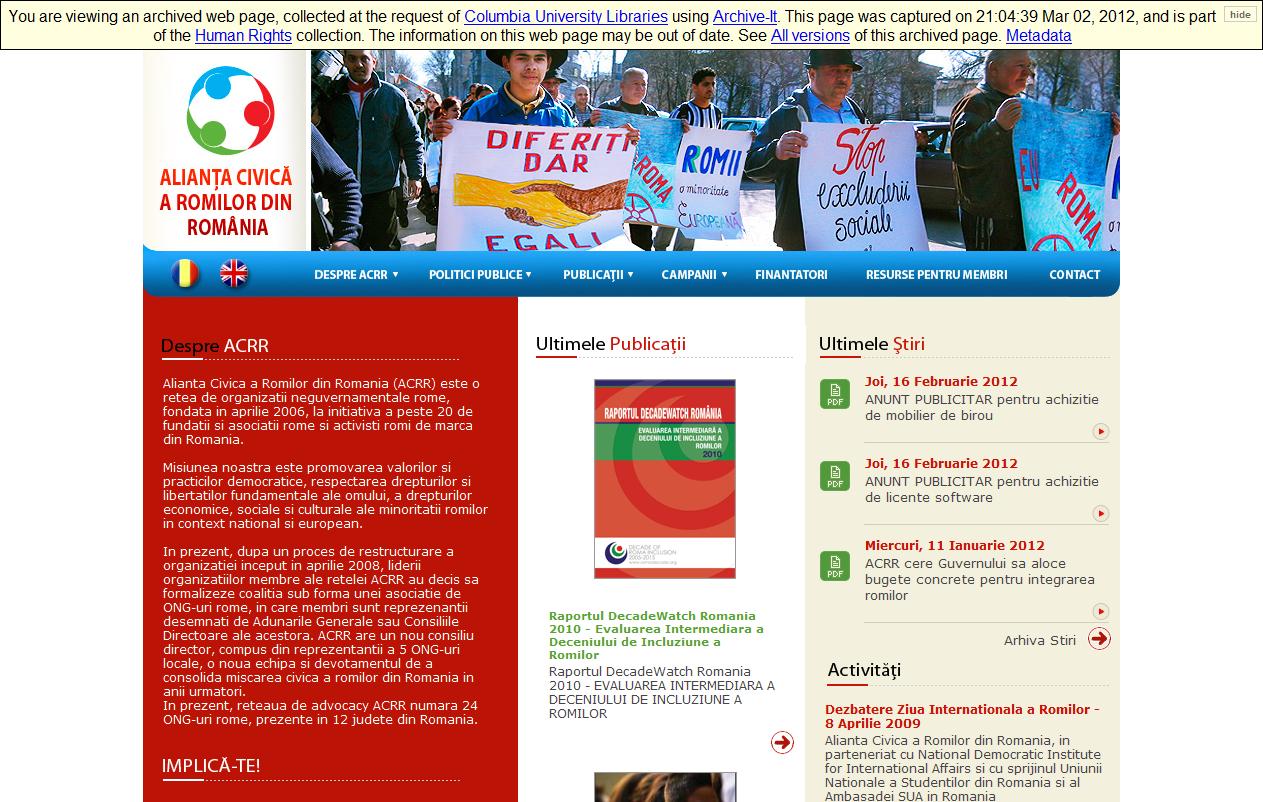 You are viewing an archived web page, collected at the request of Columbia University Libraries using Archive-It. This page was captured on 21:04:39 Mar 02, 2012, and is part
of the Human Rights collection. The information on this web page may be out of date. See All versions of this archived page. Metadata
hide
ALIANȚA CIVICĂ
A ROMILOR DIN
ROMÂNIA
DIFERIȚI
DAR
EGALI
ROMA
ROMII
o minoritate
EUROPEANĂ
Stop
excluderii
sociale
EU
ROMA
DESPRE ACRR
POLITICI PUBLICE
PUBLICAŢII
CAMPANII
FINANTATORI
RESURSE PENTRU MEMBRI
CONTACT
Despre ACRR
Alianta Civica a Romilor din Romania (ACRR) este o
retea de organizatii neguvernamentale rome,
fondata in aprilie 2006, la initiativa a peste 20 de
fundatii si asociatii rome si activisti romi de marca
din Romania.
Misiunea noastra este promovarea valorilor si
practicilor democratice, respectarea drepturilor si
libertatilor fundamentale ale omului, a drepturilor
economice, sociale si culturale ale minoritatii romilor
in context national si european.
In prezent, dupa un proces de restructurare a
organizatiei inceput in aprilie 2008, liderii
organizatiilor membre ale retelei ACRR au decis sa
formalizeze coalitia sub forma unei asociatie de
ONG-uri rome, in care membri sunt reprezenantii
desemnati de Adunarile Generale sau Consiliile
Directoare ale acestora. ACRR are un nou consiliu
director, compus din reprezentantii a 5 ONG-uri
locale, o noua echipa si devotamentul de a
consolida miscarea civica a romilor din Romania in
anii urmatori.
In prezent, reteaua de advocacy ACRR numara 24
ONG-uri rome, prezente in 12 judete din Romania.
IMPLICĂ-TE!
Ultimele Publicaţii
RAPORTUL DECADEWATCH ROMÂNIA
EVALUAREA INTERMEDIARĂ A
DECENIULUI DE INCLUZIUNE A
ROMILOR
2010
DECADE OF
ROMA INCLUSION
2005-2015
Raportul DecadeWatch Romania
2010 - Evaluarea Intermediara a
Deceniului de Incluziune a
Romilor
Raportul DecadeWatch Romania
2010 - EVALUAREA INTERMEDIARA A
DECENIULUI DE INCLUZIUNE A
ROMILOR
Ultimele Ştiri
PDF
Joi, 16 Februarie 2012
ANUNT PUBLICITAR pentru achizitie
de mobilier de birou
PDF
Joi, 16 Februarie 2012
ANUNT PUBLICITAR pentru achizitie
de licente software
PDF
Miercuri, 11 Ianuarie 2012
ACRR cere Guvernului sa aloce
bugete concrete pentru integrarea
romilor
Arhiva Stiri
Activităţi
Dezbatere Ziua Internationala a Romilor -
8 Aprilie 2009
Alianta Civica a Romilor din Romania, in
parteneriat cu National Democratic Institute
for International Affairs si cu sprijinul Uniunii
Nationale a Studentilor din Romania si al
Ambasadei SUA in Romania